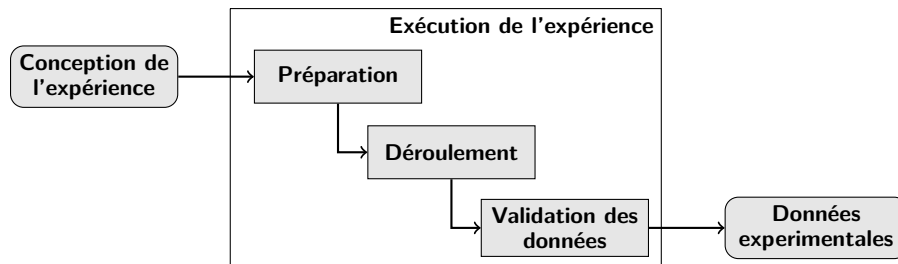 Exécution de l'expérience
Conception de
l'expérience
Préparation
Déroulement
Validation des
données
Données
experimentales